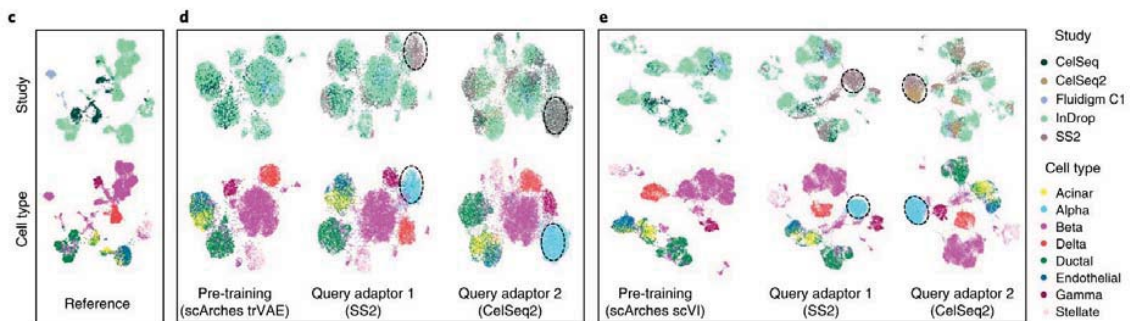 c
d
e
Study
Cell type
Reference
Pre-training
(scArches trVAE)
Query adaptor 1
(SS2)
Query adaptor 2
(CelSeq2)
Pre-training
(scArches scVI)
Query adaptor 1
(SS2)
Query adaptor 2
(CelSeq2)
Study
CelSeq
CelSeq2
Fluidigm C1
InDrop
SS2
Cell type
Acinar
Alpha
Beta
Delta
Ductal
Endothelial
Gamma
Stellate